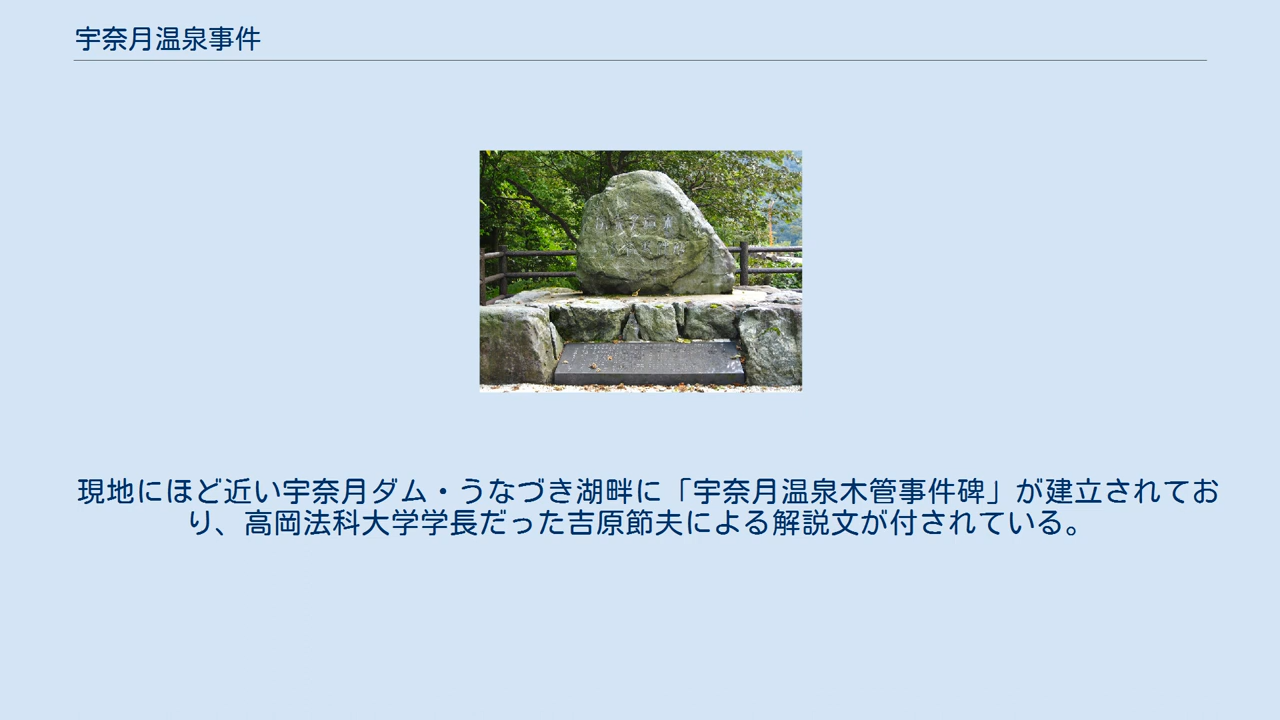 宇奈月温泉事件
現地にほど近い宇奈月ダム・うなづき湖畔に「宇奈月温泉木管事件碑」が建立されてお
り、高岡法科大学学長だった吉原節夫による解説文が付されている。